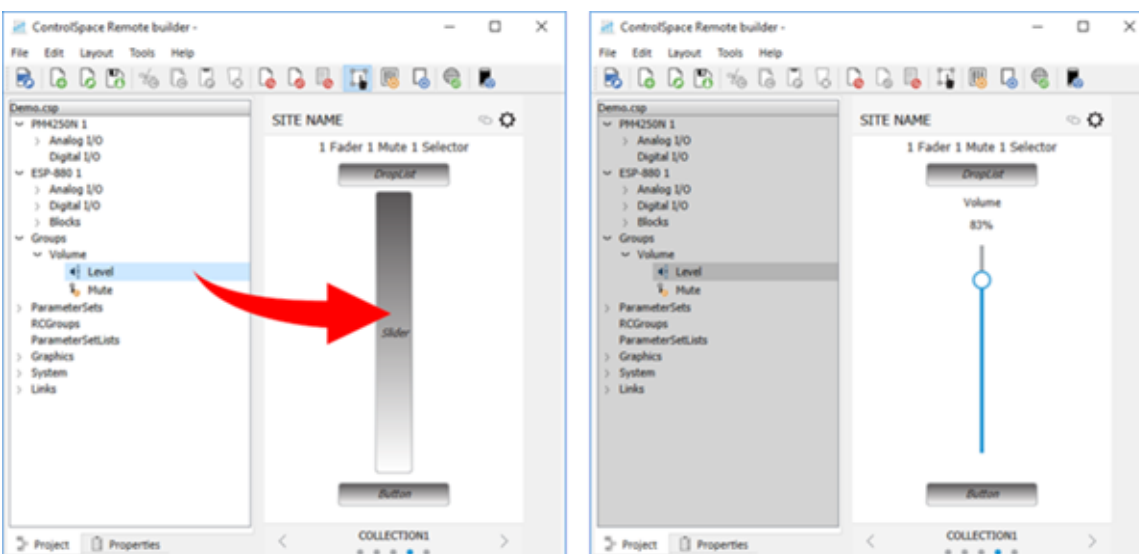 ControlSpace Remote builder -
File Edit Layout Tools Help
Demo.csp
PM4250N 1
Analog I/O
Digital I/O
ESP-880 1
Analog I/O
Digital I/O
Blocks
Groups
Volume
Level
Mute
ParameterSets
RCGroups
ParameterSetLists
Graphics
System
Links
Project Properties
SITE NAME
1 Fader 1 Mute 1 Selector
DropList
Slider
Button
COLLECTION1
ControlSpace Remote builder -
File Edit Layout Tools Help
Demo.csp
PM4250N 1
Analog I/O
Digital I/O
ESP-880 1
Analog I/O
Digital I/O
Blocks
Groups
Volume
Level
Mute
ParameterSets
RCGroups
ParameterSetLists
Graphics
System
Links
Project Properties
SITE NAME
1 Fader 1 Mute 1 Selector
DropList
Volume
83%
Button
COLLECTION1